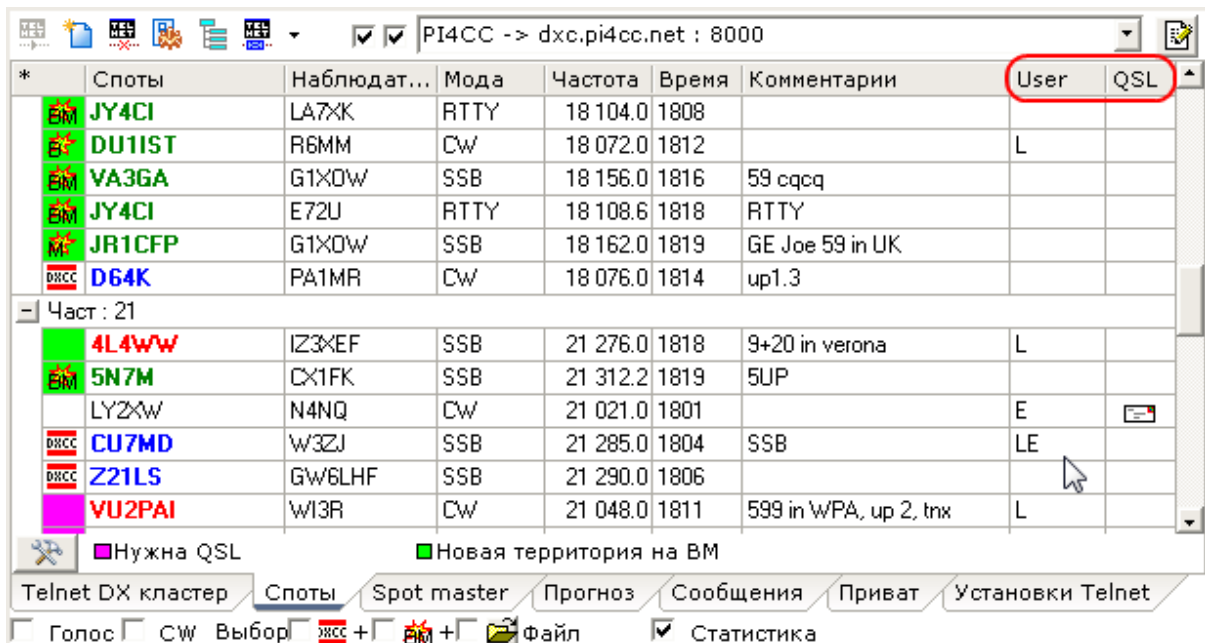 PI4CC -> dxc.pi4cc.net : 8000
* Споты Наблюдат... Мода Частота Время Комментарии User QSL
BM JY4CI LA7XK RTTY 18 104.0 1808
B DU1IST R6MM CW 18 072.0 1812 L
BM VA3GA G1XOW SSB 18 156.0 1816 59 cqcq
BM JY4CI E72U RTTY 18 108.6 1818 RTTY
M JR1CFP G1XOW SSB 18 162.0 1819 GE Joe 59 in UK
DXCC D64K PA1MR CW 18 076.0 1814 up1.3
Част : 21
4L4WW IZ3XEF SSB 21 276.0 1818 9+20 in verona L
BM 5N7M CX1FK SSB 21 312.2 1819 5UP
LY2XW N4NQ CW 21 021.0 1801 E
DXCC CU7MD W3ZJ SSB 21 285.0 1804 SSB LE
DXCC Z21LS GW6LHF SSB 21 290.0 1806
VU2PAI WI3R CW 21 048.0 1811 599 in WPA, up 2, tnx L
Нужна QSL Новая территория на BM
Telnet DX кластер Споты Spot master Прогноз Сообщения Приват Установки Telnet
Голос CW Выбор DXCC + BM + Файл Статистика